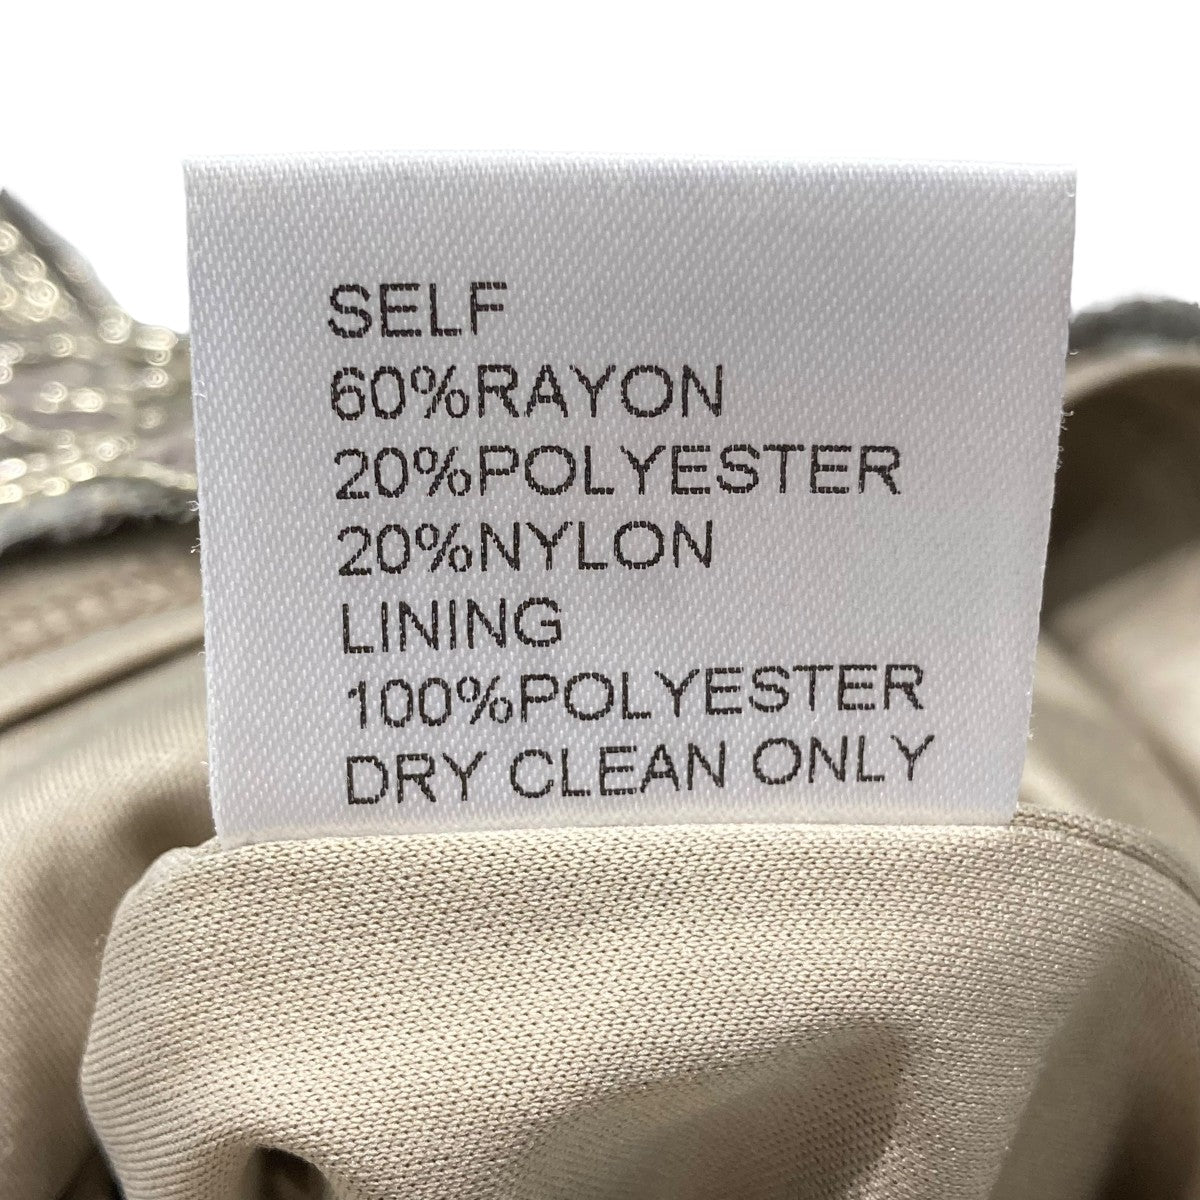 SELF
60%RAYON
20%POLYESTER
20%NYLON
LINING
100%POLYESTER
DRY CLEAN ONLY